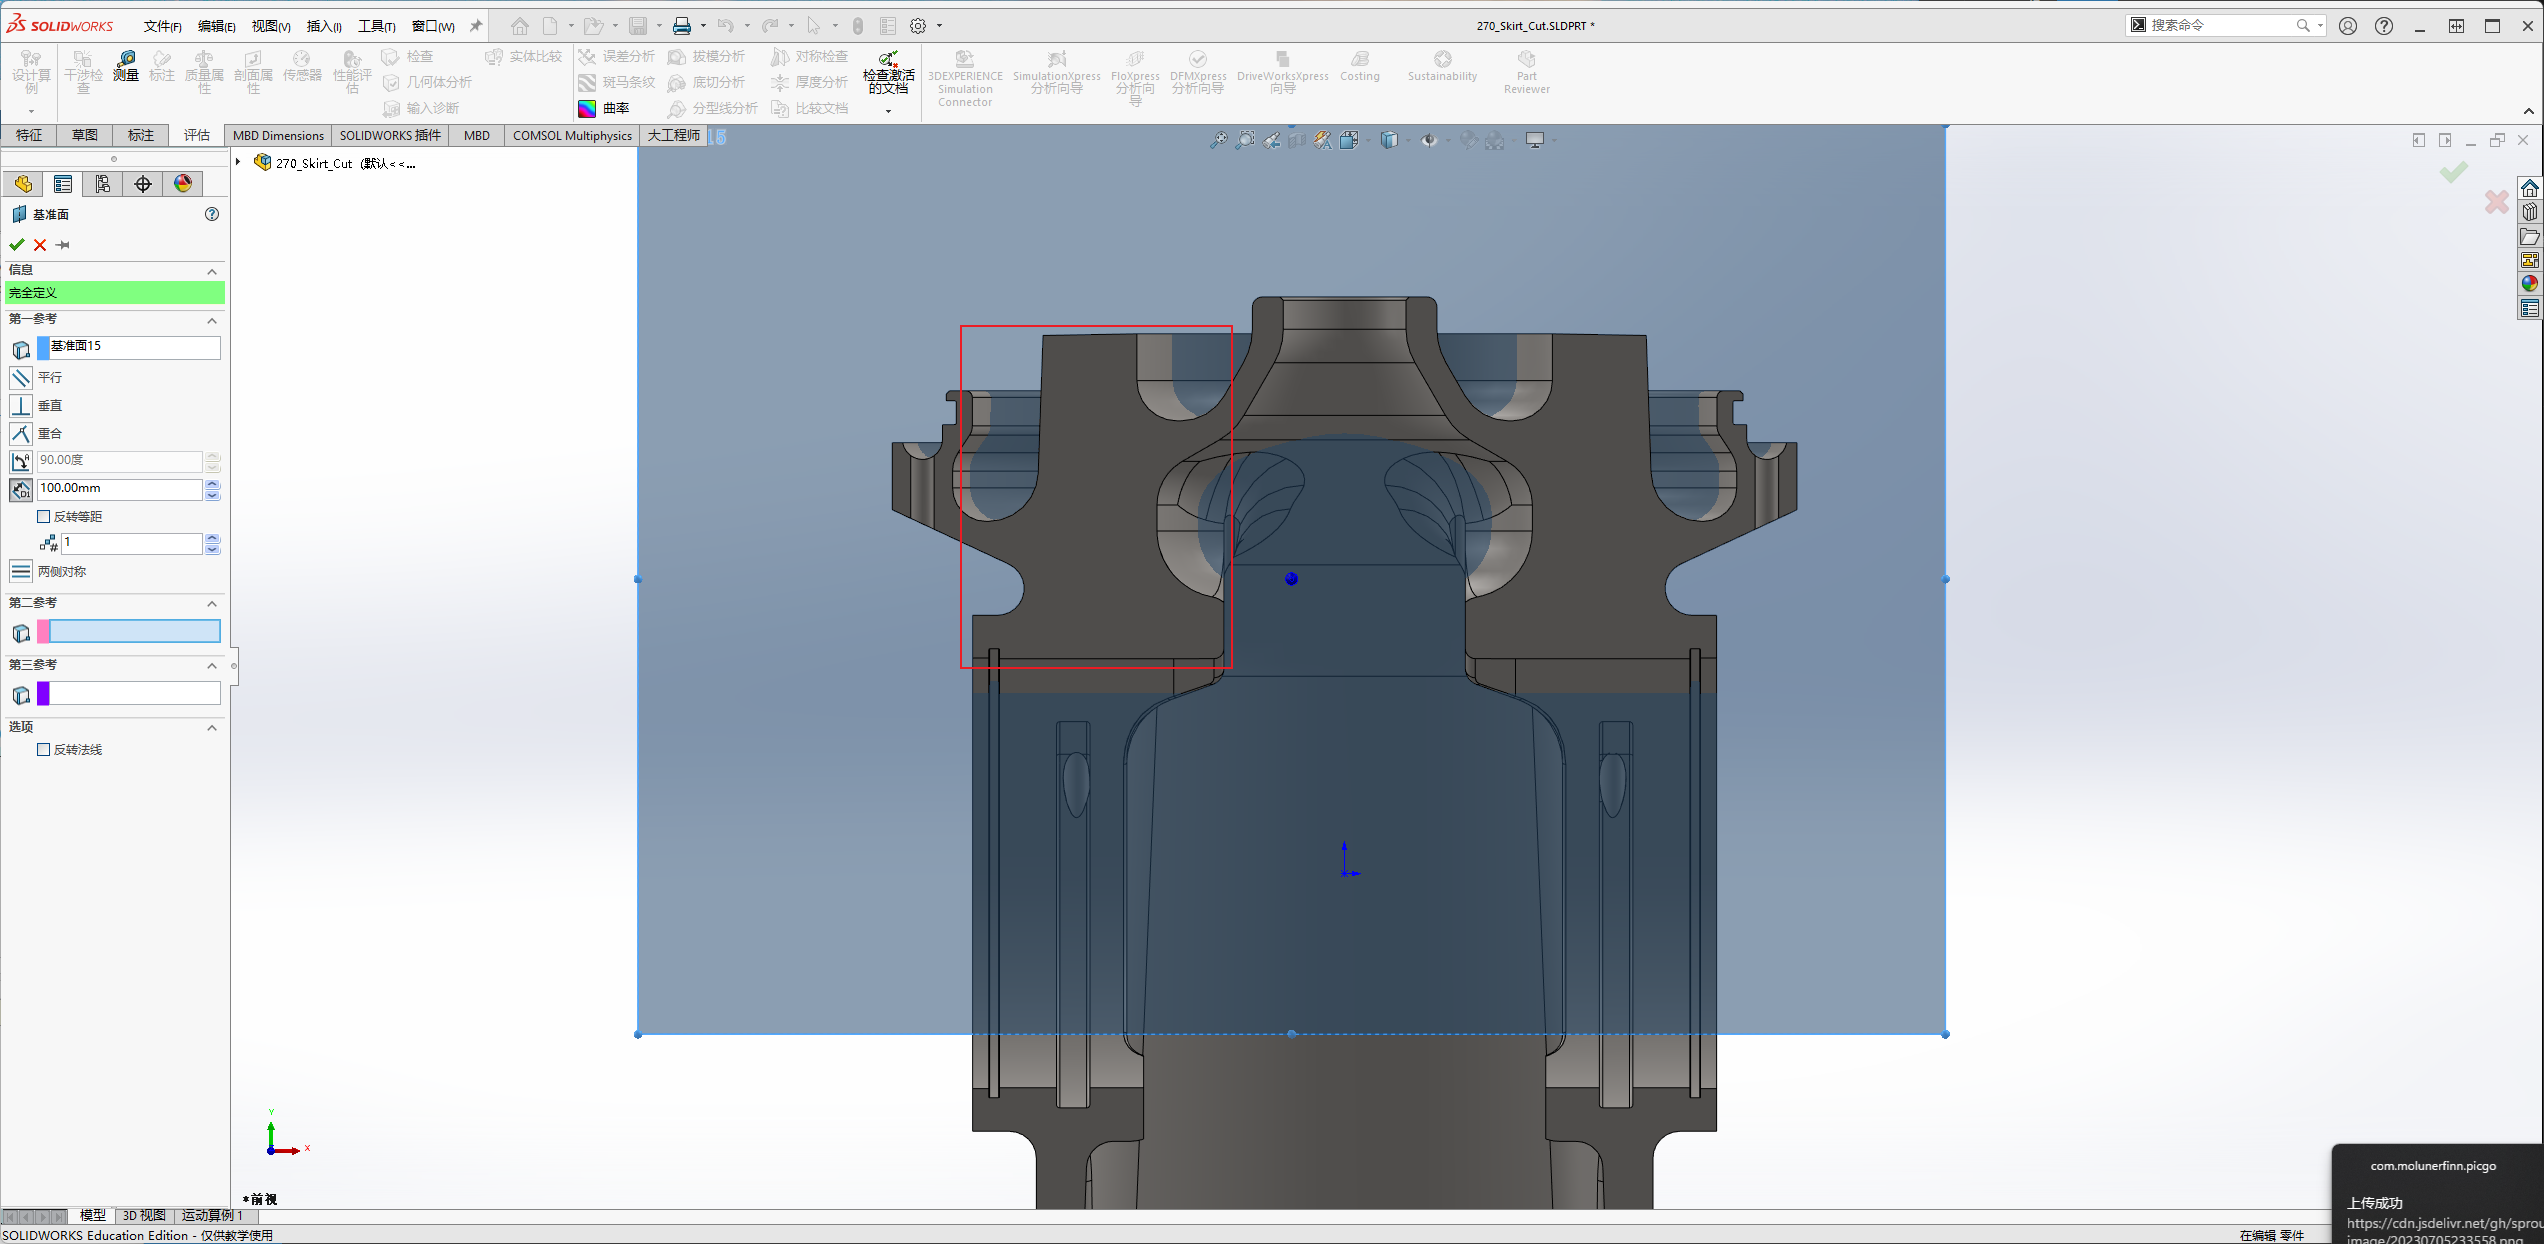 SOLIDWORKS 文件(F) 编辑(E) 视图(V) 插入(I) 工具(T) 窗口(W) 270_Skirt_Cut.SLDPRT * 搜索命令
设计算例
干涉检查
测量
标注
质量属性
剖面属性
传感器
性能评估
检查
几何体分析
输入诊断
实体比较
误差分析
斑马条纹
曲率
拔模分析
底切分析
分型线分析
对称检查
厚度分析
比较文档
检查激活的文档
3DEXPERIENCE
Simulation
Connector
SimulationXpress
分析向导
FloXpress
分析向导
DFMXpress
分析向导
DriveWorksXpress
向导
Costing
Sustainability
Part
Reviewer
特征 草图 标注 评估 MBD Dimensions SOLIDWORKS 插件 MBD COMSOL Multiphysics 大工程师 15
270_Skirt_Cut (默认<<...
基准面
信息
完全定义
第一参考
基准面15
平行
垂直
重合
90.00度
100.00mm
反转等距
1
两侧对称
第二参考
第三参考
选项
反转法线
Y
X
*前视
模型 3D 视图 运动算例 1
SOLIDWORKS Education Edition - 仅供教学使用
在编辑 零件
com.molunerfinn.picgo
上传成功
https://cdn.jsdelivr.net/gh/sprou
image/20230705233558.png